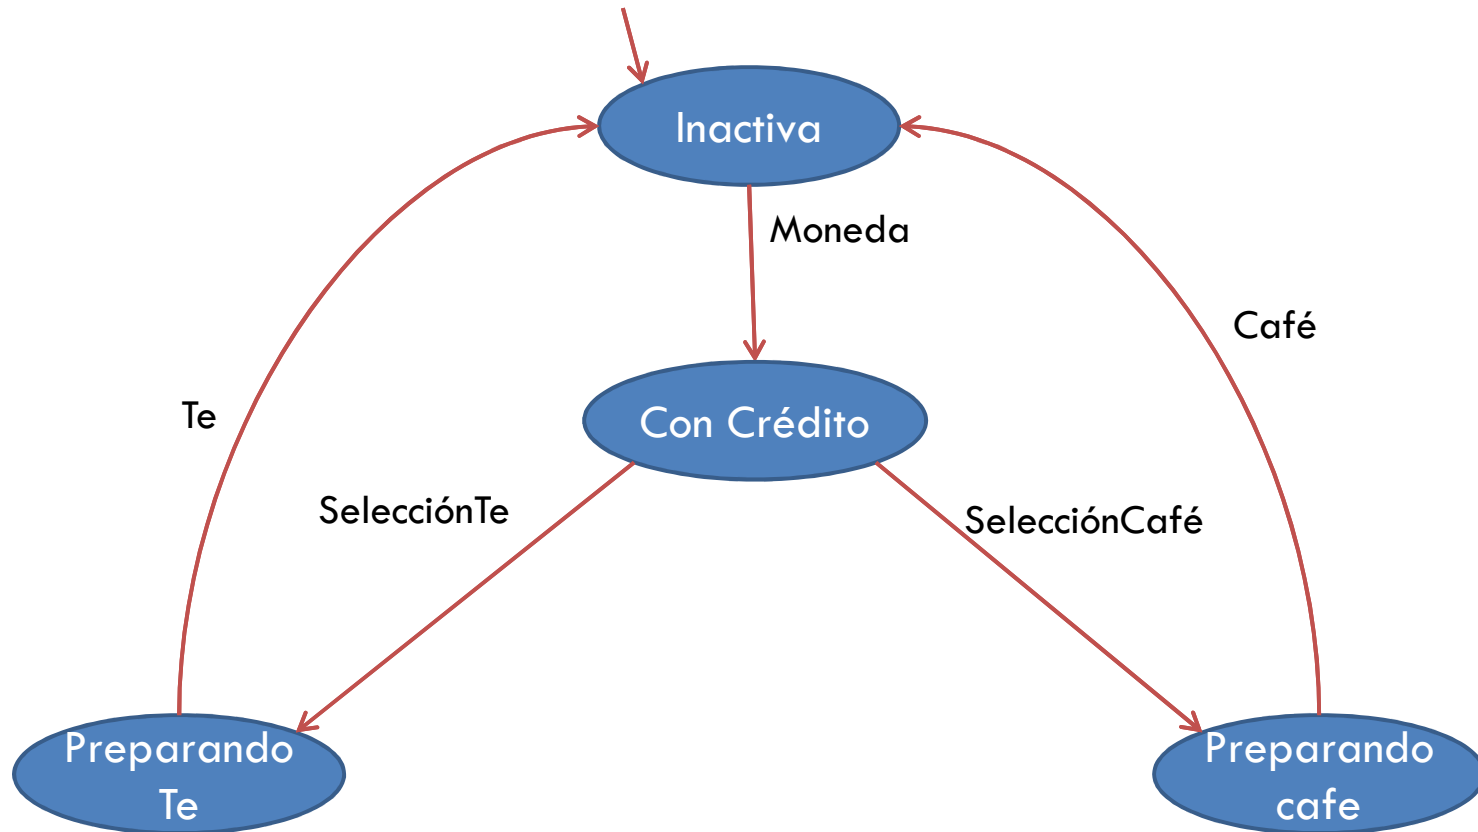 Inactiva
Moneda
Café
Te
Con Crédito
SelecciónTe
SelecciónCafé
Preparando
Te
Preparando
cafe